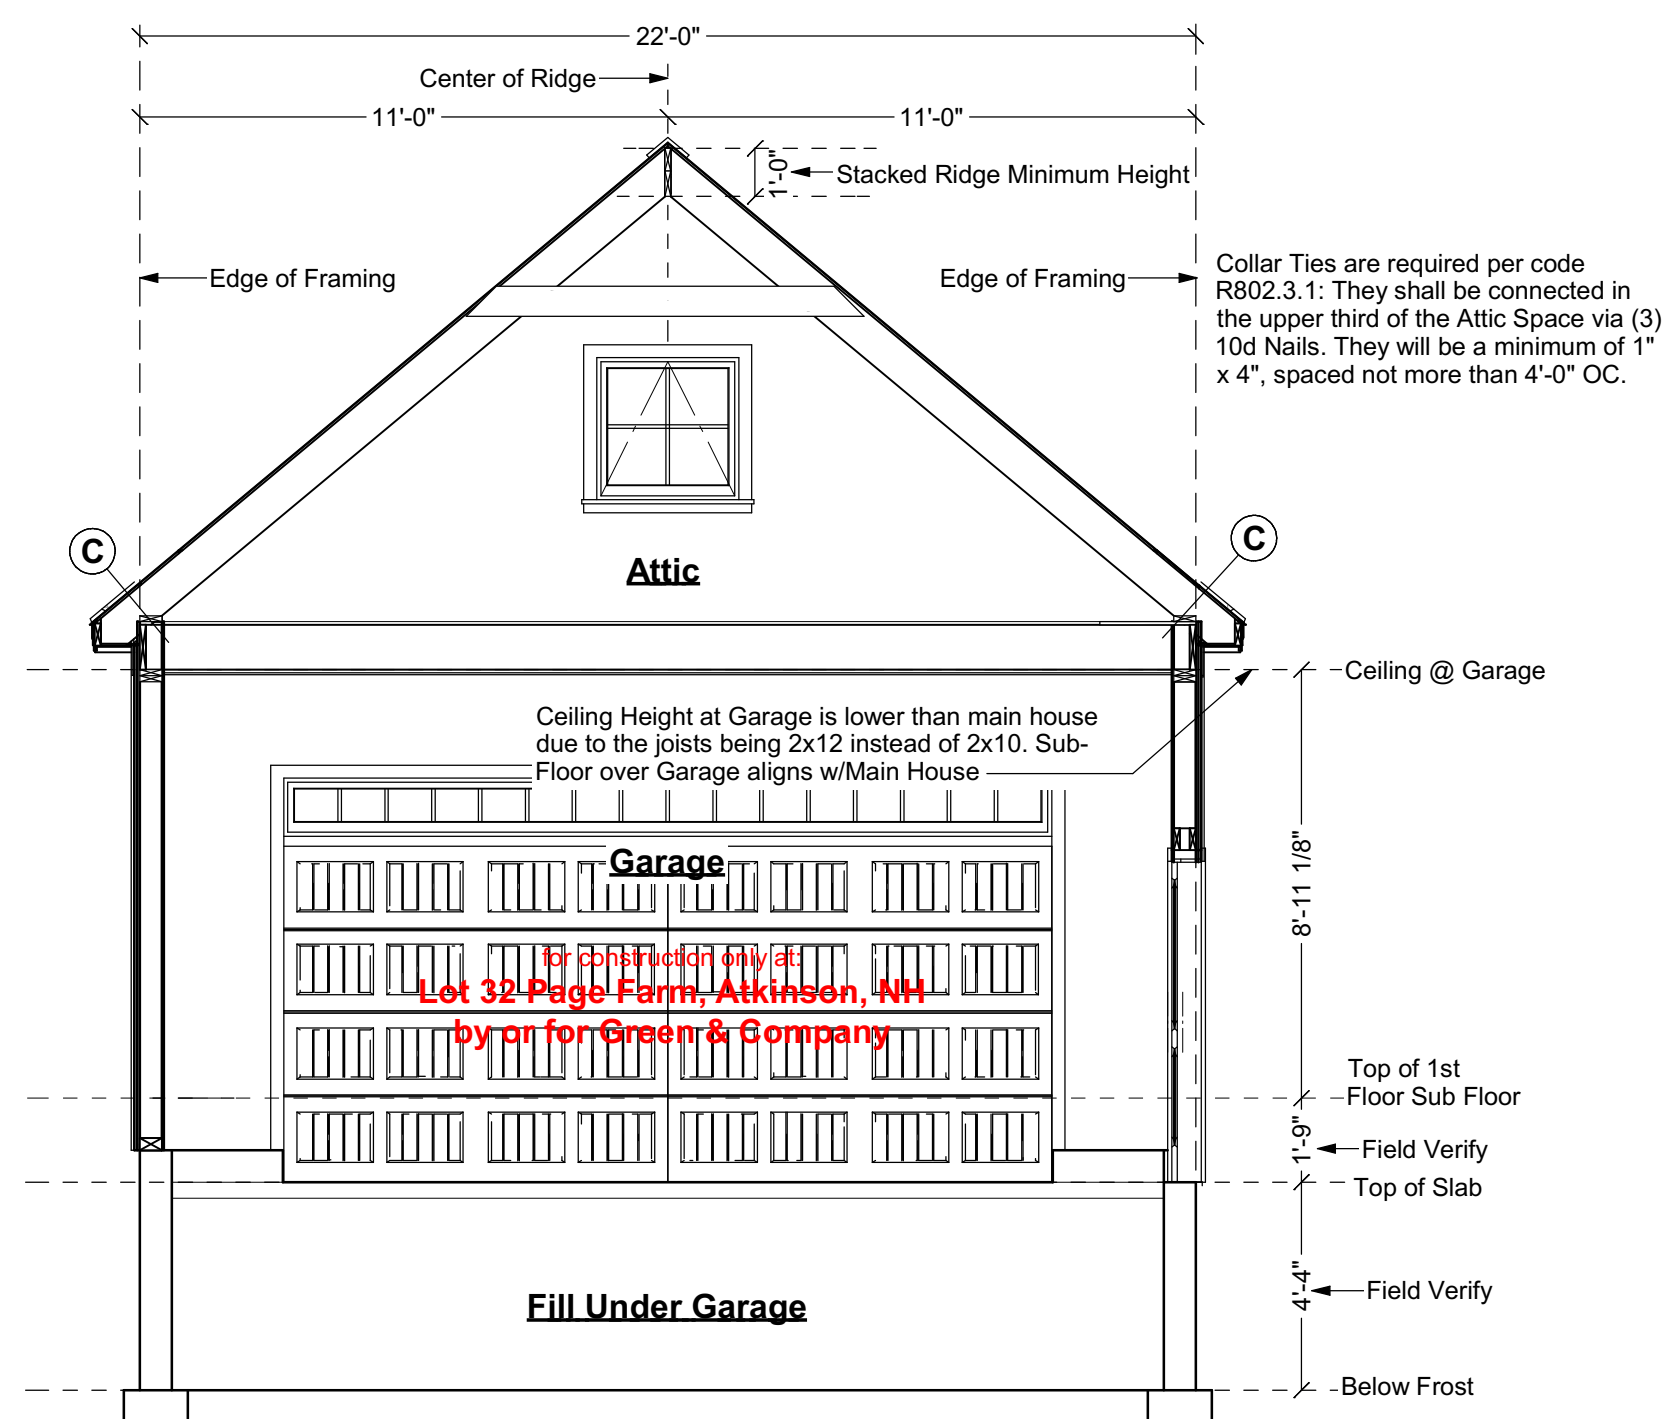 22'-0"
Center of Ridge
11'-0"
11'-0"
1'-0"
Stacked Ridge Minimum Height
Edge of Framing
Edge of Framing
Collar Ties are required per code
R802.3.1: They shall be connected in
the upper third of the Attic Space via (3)
10d Nails. They will be a minimum of 1"
x 4", spaced not more than 4'-0" OC.
C
C
Attic
Ceiling @ Garage
Ceiling Height at Garage is lower than main house
due to the joists being 2x12 instead of 2x10. Sub-
Floor over Garage aligns w/Main House
8'-11 1/8"
Garage
for construction only at:
Lot 32 Page Farm, Atkinson, NH
by or for Green & Company
Top of 1st
Floor Sub Floor
1'-9"
Field Verify
Top of Slab
4'-4"
Field Verify
Fill Under Garage
Below Frost